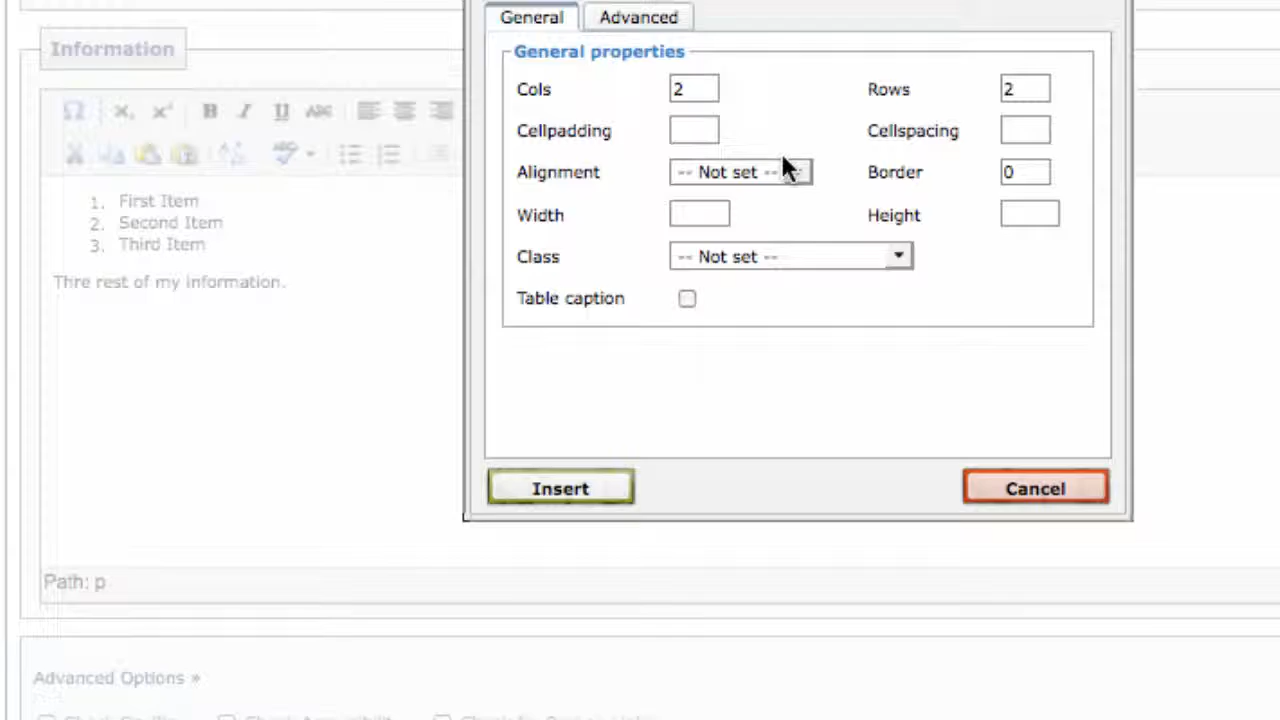 General Advanced
Information
General properties
Cols 2 Rows 2
Cellpadding Cellspacing
Alignment -- Not set -- Border 0
Width Height
Class -- Not set --
Table caption
B I U ABC
1. First Item
2. Second Item
3. Third Item
Thre rest of my information.
Insert Cancel
Path: p
Advanced Options »